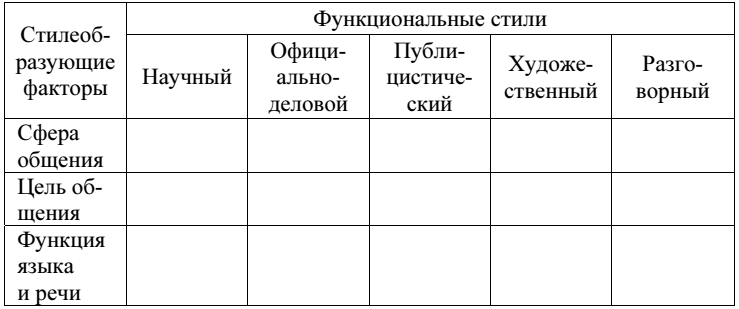 Стилеоб-
разующие
факторы
Функциональные стили
Научный
Офици-
ально-
деловой
Публи-
цистиче-
ский
Художе-
ственный
Разго-
ворный
Сфера
общения
Цель об-
щения
Функция
языка
и речи